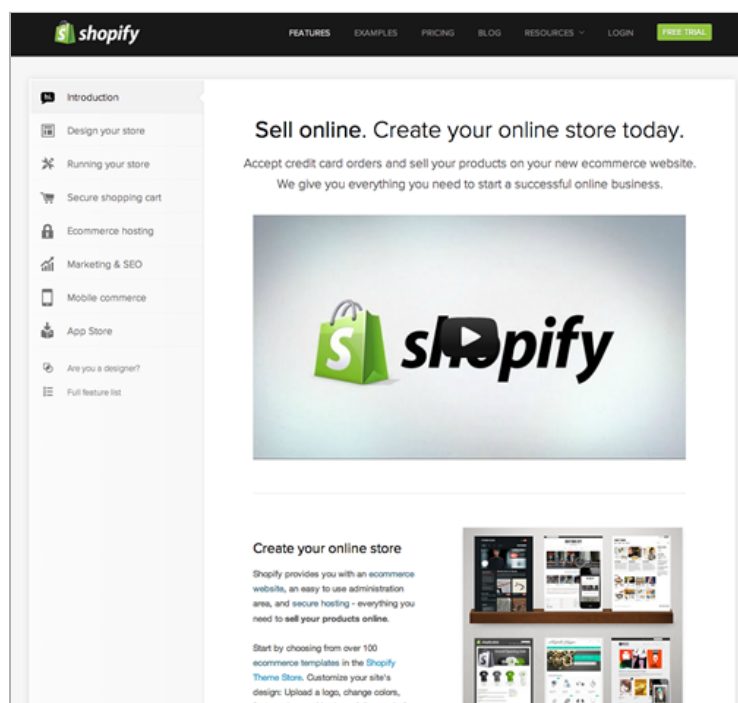 shopify
FEATURES EXAMPLES PRICING BLOG RESOURCES LOGIN FREE TRIAL
hi. Introduction
Design your store
Running your store
Secure shopping cart
Ecommerce hosting
Marketing & SEO
Mobile commerce
App Store
Are you a designer?
Full feature list
Sell online. Create your online store today.
Accept credit card orders and sell your products on your new ecommerce website.
We give you everything you need to start a successful online business.
shopify
Create your online store
Shopify provides you with an ecommerce
website, an easy to use administration
area, and secure hosting - everything you
need to sell your products online.
Start by choosing from over 100
ecommerce templates in the Shopify
Theme Store. Customize your site's
design: Upload a logo, change colors,